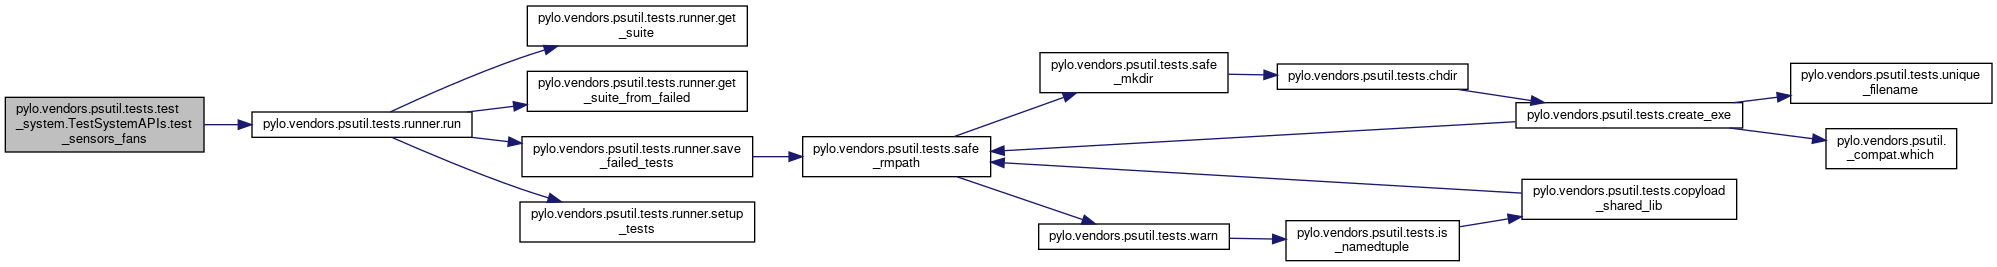 pylo.vendors.psutil.tests.test
_system.TestSystemAPIs.test
_sensors_fans
pylo.vendors.psutil.tests.runner.run
pylo.vendors.psutil.tests.runner.get
_suite
pylo.vendors.psutil.tests.runner.get
_suite_from_failed
pylo.vendors.psutil.tests.runner.save
_failed_tests
pylo.vendors.psutil.tests.runner.setup
_tests
pylo.vendors.psutil.tests.safe
_rmpath
pylo.vendors.psutil.tests.safe
_mkdir
pylo.vendors.psutil.tests.warn
pylo.vendors.psutil.tests.chdir
pylo.vendors.psutil.tests.is
_namedtuple
pylo.vendors.psutil.tests.create_exe
pylo.vendors.psutil.tests.copyload
_shared_lib
pylo.vendors.psutil.tests.unique
_filename
pylo.vendors.psutil.
_compat.which